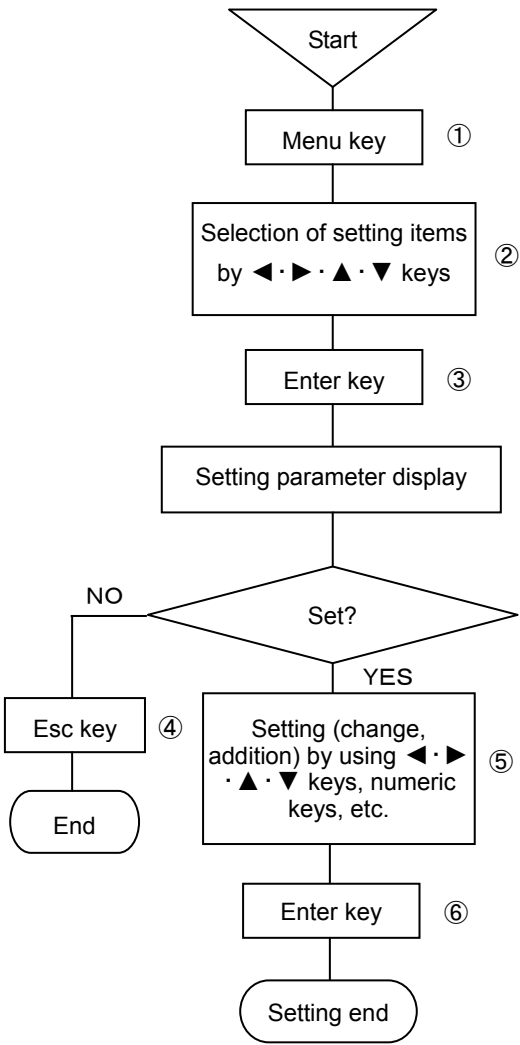 Start
Menu key ①
Selection of setting items
by ◀・▶・▲・▼ keys ②
Enter key ③
Setting parameter display
Set?
NO
YES
Esc key ④
End
Setting (change,
addition) by using ◀・▶
・▲・▼ keys, numeric
keys, etc. ⑤
Enter key ⑥
Setting end